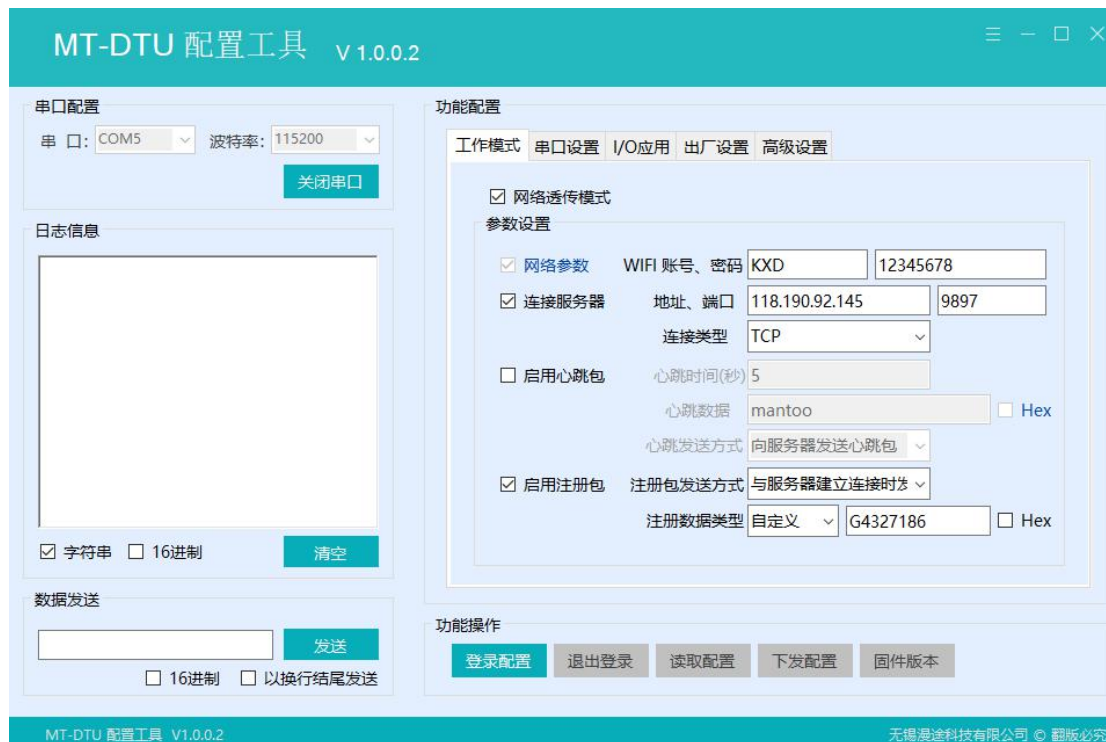 MT-DTU 配置工具 V 1.0.0.2
串口配置
串 口: COM5 波特率: 115200
关闭串口
日志信息
字符串 16进制 清空
数据发送
发送
16进制 以换行结尾发送
功能配置
工作模式 串口设置 I/O应用 出厂设置 高级设置
网络透传模式
参数设置
网络参数 WIFI 账号、密码 KXD 12345678
连接服务器 地址、端口 118.190.92.145 9897
连接类型 TCP
启用心跳包 心跳时间(秒) 5
心跳数据 mantoo Hex
心跳发送方式 向服务器发送心跳包
启用注册包 注册包发送方式 与服务器建立连接时发
注册数据类型 自定义 G4327186 Hex
功能操作
登录配置 退出登录 读取配置 下发配置 固件版本
MT-DTU 配置工具 V1.0.0.2 无锡漫途科技有限公司 © 翻版必究